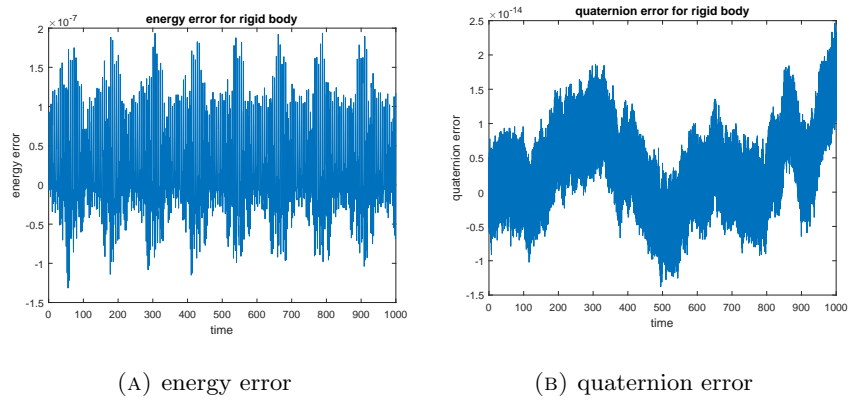 ×10⁻⁷
energy error for rigid body
2
1.5
1
0.5
0
-0.5
-1
-1.5
energy error
0 100 200 300 400 500 600 700 800 900 1000
time
×10⁻¹⁴
quaternion error for rigid body
2.5
2
1.5
1
0.5
0
-0.5
-1
-1.5
quaternion error
0 100 200 300 400 500 600 700 800 900 1000
time
(A) energy error
(B) quaternion error